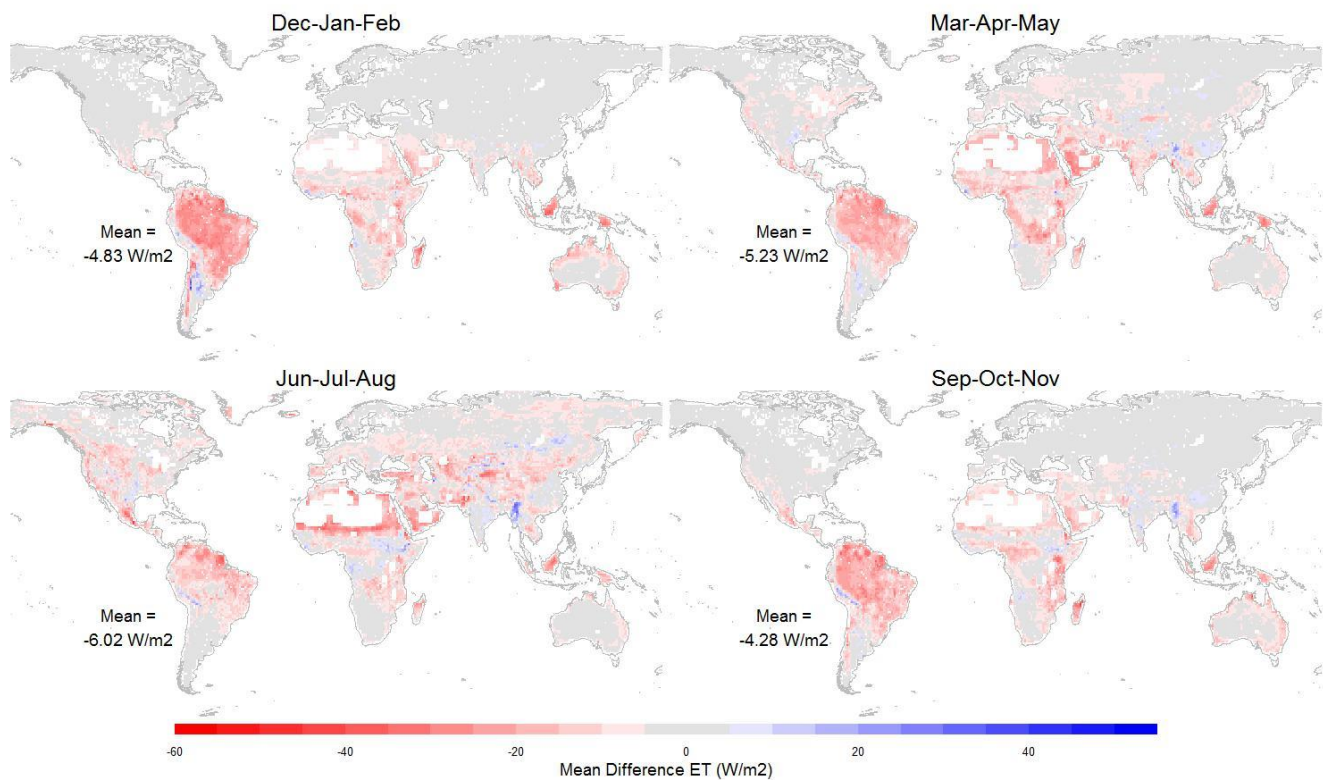 Dec-Jan-Feb
Mar-Apr-May
Mean =
-4.83 W/m2
Mean =
-5.23 W/m2
Jun-Jul-Aug
Sep-Oct-Nov
Mean =
-6.02 W/m2
Mean =
-4.28 W/m2
-60 -40 -20 0 20 40
Mean Difference ET (W/m2)